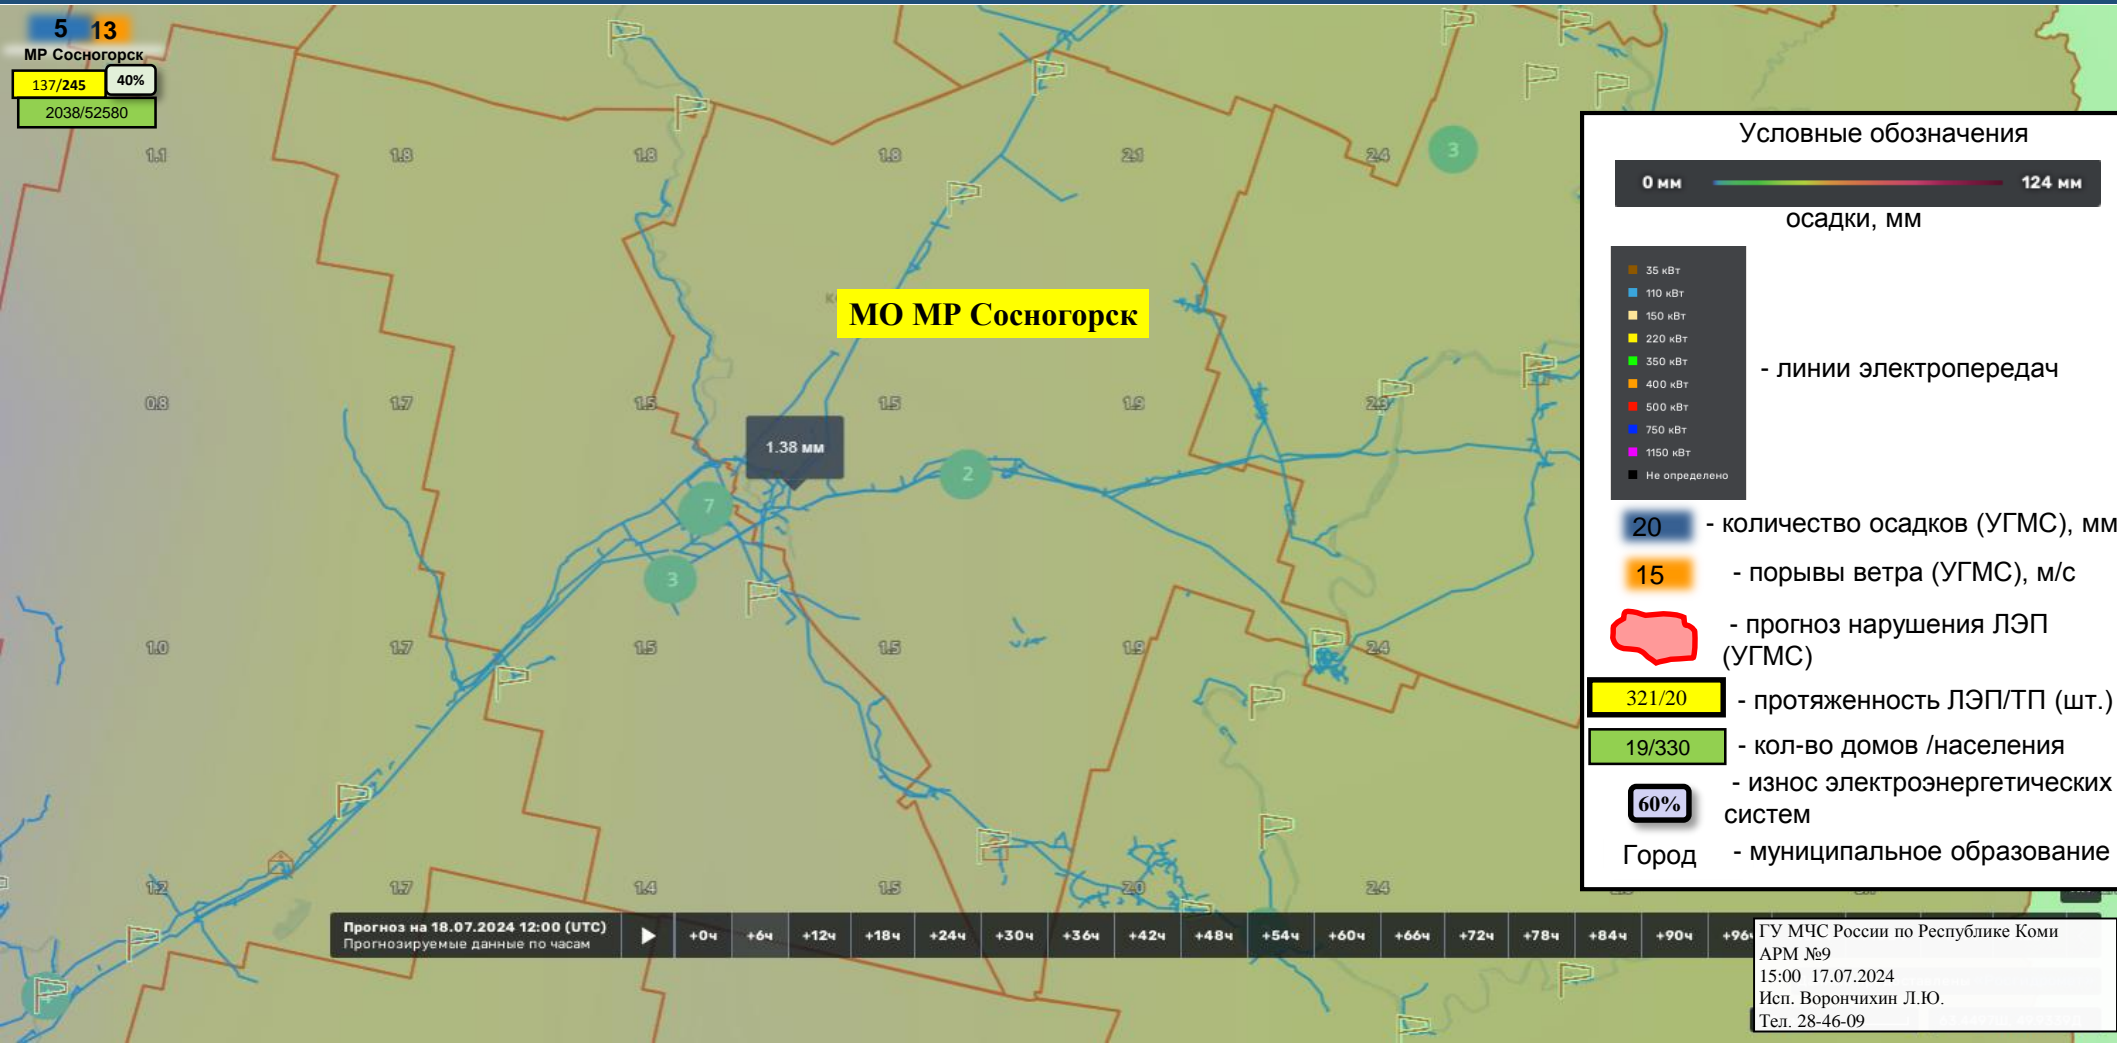 5 13
МР Сосногорск
137/245 40%
2038/52580
1.1 1.8 1.8 1.8 2.1 2.4 3
МО МР Сосногорск
0.8 1.7 1.5 1.5 1.9
1.38 мм
2
7
3
1.0 1.7 1.5 1.5 1.9 2.4
1.2 1.7 1.4 1.5 2.0 2.4
Прогноз на 18.07.2024 12:00 (UTC)
Прогнозируемые данные по часам
+0ч +6ч +12ч +18ч +24ч +30ч +36ч +42ч +48ч +54ч +60ч +66ч +72ч +78ч +84ч +90ч +96
Условные обозначения
0 мм 124 мм
осадки, мм
35 кВт
110 кВт
150 кВт
220 кВт
350 кВт
400 кВт
500 кВт
750 кВт
1150 кВт
Не определено
- линии электропередач
20 - количество осадков (УГМС), мм
15 - порывы ветра (УГМС), м/с
- прогноз нарушения ЛЭП
(УГМС)
321/20 - протяженность ЛЭП/ТП (шт.)
19/330 - кол-во домов /населения
60% - износ электроэнергетических
систем
Город - муниципальное образование
ГУ МЧС России по Республике Коми
АРМ №9
15:00 17.07.2024
Исп. Ворончихин Л.Ю.
Тел. 28-46-09